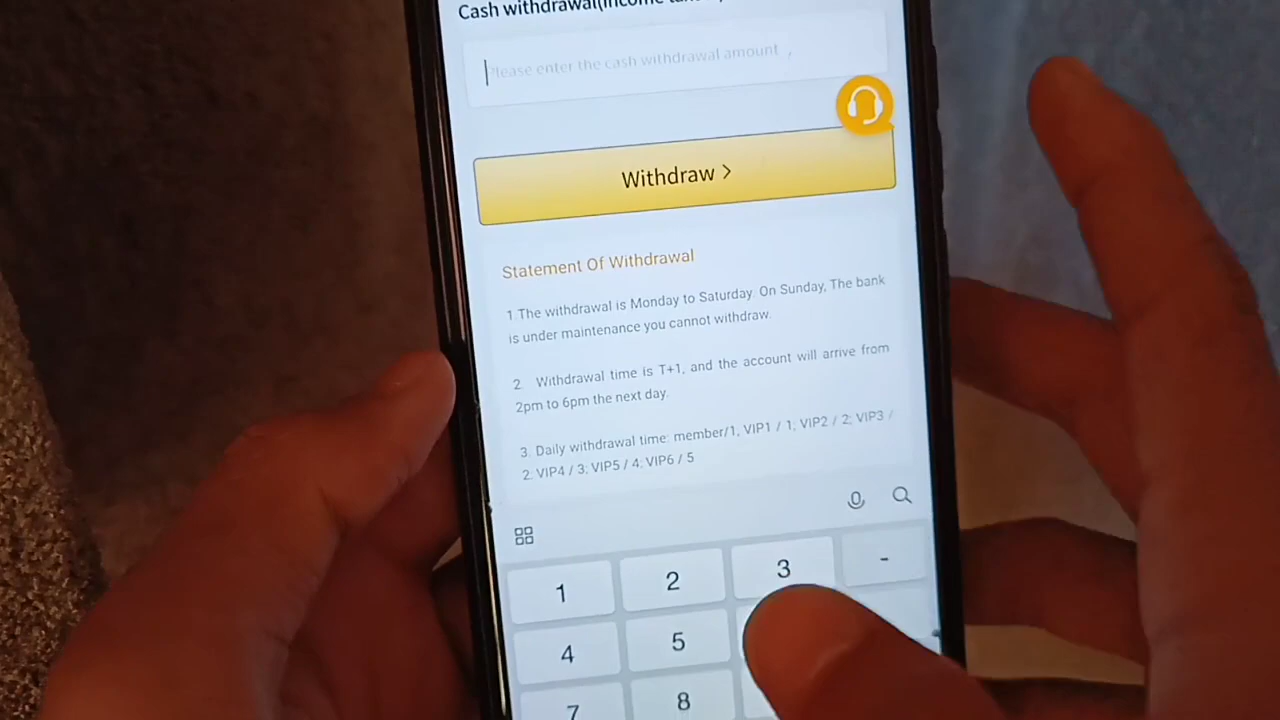 Cash withdrawal(income
Please enter the cash withdrawal amount ,
Withdraw >
Statement Of Withdrawal
1.The withdrawal is Monday to Saturday. On Sunday, The bank
is under maintenance you cannot withdraw.
2. Withdrawal time is T+1, and the account will arrive from
2pm to 6pm the next day.
3. Daily withdrawal time: member/1; VIP1 / 1; VIP2 / 2; VIP3 /
2; VIP4 / 3; VIP5 / 4; VIP6 / 5
1 2 3 -
4 5
7 8